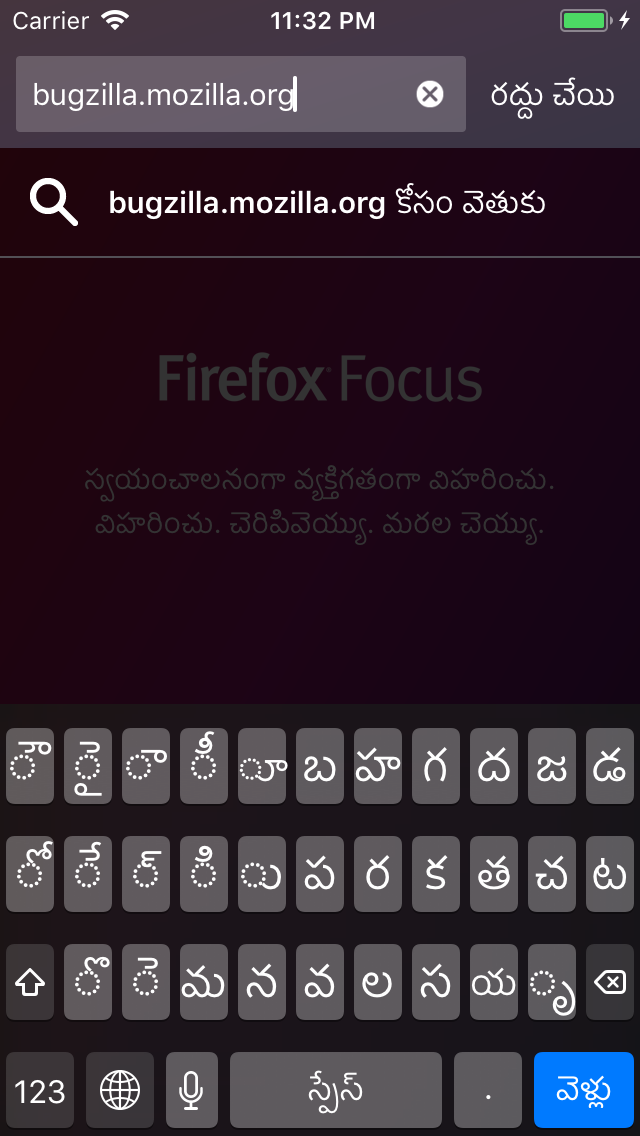 Carrier 11:32 PM
bugzilla.mozilla.org రద్దు చేయి
bugzilla.mozilla.org కోసం వెతుకు
Firefox Focus
స్వయంచాలనంగా వ్యక్తిగతంగా విహరించు.
విహరించు. చెరిపివెయ్యు. మరల చెయ్యు.
ౌ ై ా ీ ూ బ హ గ ద జ డ
ో ే ్ ి ు ప ర క త చ ట
ొ ె మ న వ ల స య ృ
123 స్పేస్ . వెళ్లు